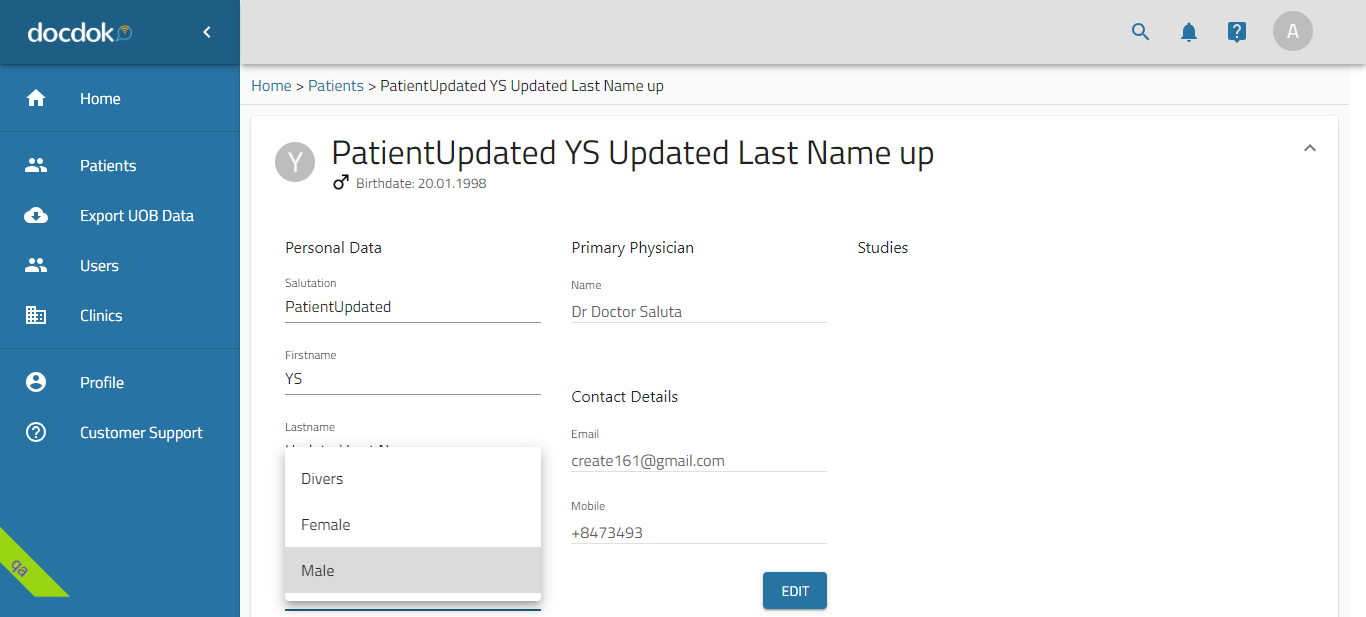 docdok
A
Home
Patients
Export UOB Data
Users
Clinics
Profile
Customer Support
qa
Home > Patients > PatientUpdated YS Updated Last Name up
Y
PatientUpdated YS Updated Last Name up
Birthdate: 20.01.1998
Personal Data
Salutation
PatientUpdated
Firstname
YS
Lastname
Divers
Female
Male
Primary Physician
Name
Dr Doctor Saluta
Contact Details
Email
create161@gmail.com
Mobile
+8473493
EDIT
Studies